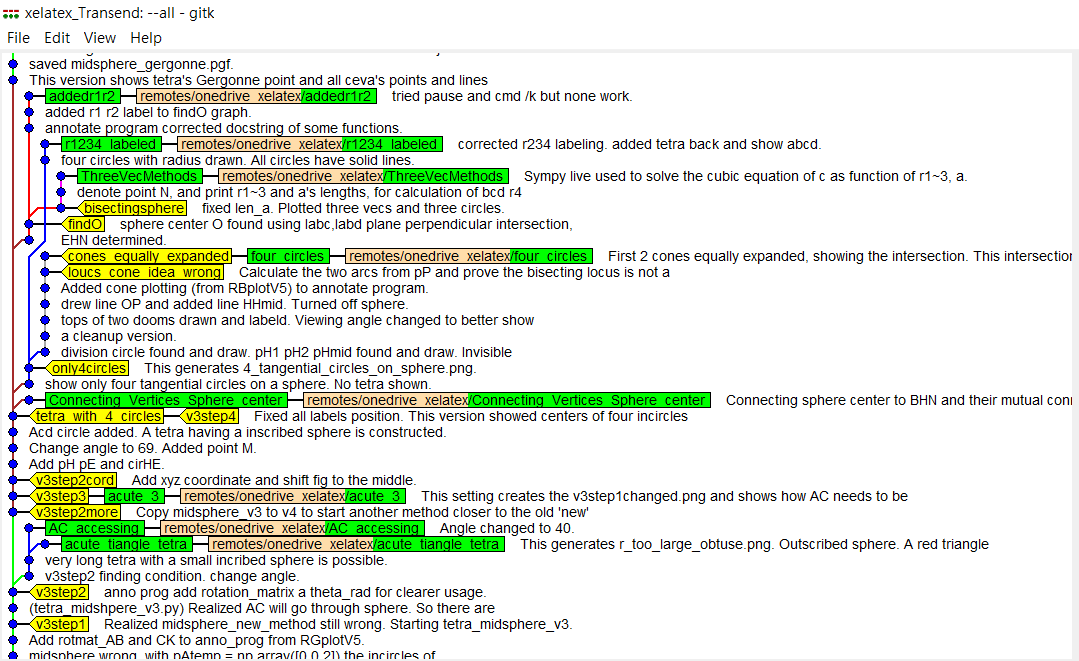 xelatex_Transend: --all - gitk
File Edit View Help
saved midsphere_gergonne.pgf.
This version shows tetra's Gergonne point and all ceva's points and lines
addedr1r2 remotes/onedrive_xelatex/addedr1r2 tried pause and cmd /k but none work.
added r1 r2 label to findO graph.
annotate program corrected docstring of some functions.
r1234_labeled remotes/onedrive_xelatex/r1234_labeled corrected r234 labeling. added tetra back and show abcd.
four circles with radius drawn. All circles have solid lines.
ThreeVecMethods remotes/onedrive_xelatex/ThreeVecMethods Sympy live used to solve the cubic equation of c as function of r1~3, a.
denote point N, and print r1~3 and a's lengths, for calculation of bcd r4
bisectingsphere fixed len_a. Plotted three vecs and three circles.
findO sphere center O found using labc,labd plane perpendicular intersection,
EHN determined.
cones_equally_expanded four_circles remotes/onedrive_xelatex/four_circles First 2 cones equally expanded, showing the intersection. This intersection
loucs_cone_idea_wrong Calculate the two arcs from pP and prove the bisecting locus is not a
Added cone plotting (from RBplotV5) to annotate program.
drew line OP and added line HHmid. Turned off sphere.
tops of two dooms drawn and labeld. Viewing angle changed to better show
a cleanup version.
division circle found and draw. pH1 pH2 pHmid found and draw. Invisible
only4circles This generates 4_tangential_circles_on_sphere.png.
show only four tangential circles on a sphere. No tetra shown.
Connecting_Vertices_Sphere_center remotes/onedrive_xelatex/Connecting_Vertices_Sphere_center Connecting sphere center to BHN and their mutual con
tetra_with_4_circles v3step4 Fixed all labels position. This version showed centers of four incircles
Acd circle added. A tetra having a inscribed sphere is constructed.
Change angle to 69. Added point M.
Add pH pE and cirHE.
v3step2cord Add xyz coordinate and shift fig to the middle.
v3step3 acute_3 remotes/onedrive_xelatex/acute_3 This setting creates the v3step1changed.png and shows how AC needs to be
v3step2more Copy midsphere_v3 to v4 to start another method closer to the old 'new'
AC_accessing remotes/onedrive_xelatex/AC_accessing Angle changed to 40.
acute_tiangle_tetra remotes/onedrive_xelatex/acute_tiangle_tetra This generates r_too_large_obtuse.png. Outscribed sphere. A red triangle
very long tetra with a small incribed sphere is possible.
v3step2 finding condition. change angle.
v3step2 anno prog add rotation_matrix a theta_rad for clearer usage.
(tetra_midshpere_v3.py) Realized AC will go through sphere. So there are
v3step1 Realized midsphere_new_method still wrong. Starting tetra_midsphere_v3.
Add rotmat_AB and CK to anno_prog from RGplotV5.
midsphere wrong, with pAtemp = np.array([0,0,2]) the incircles of